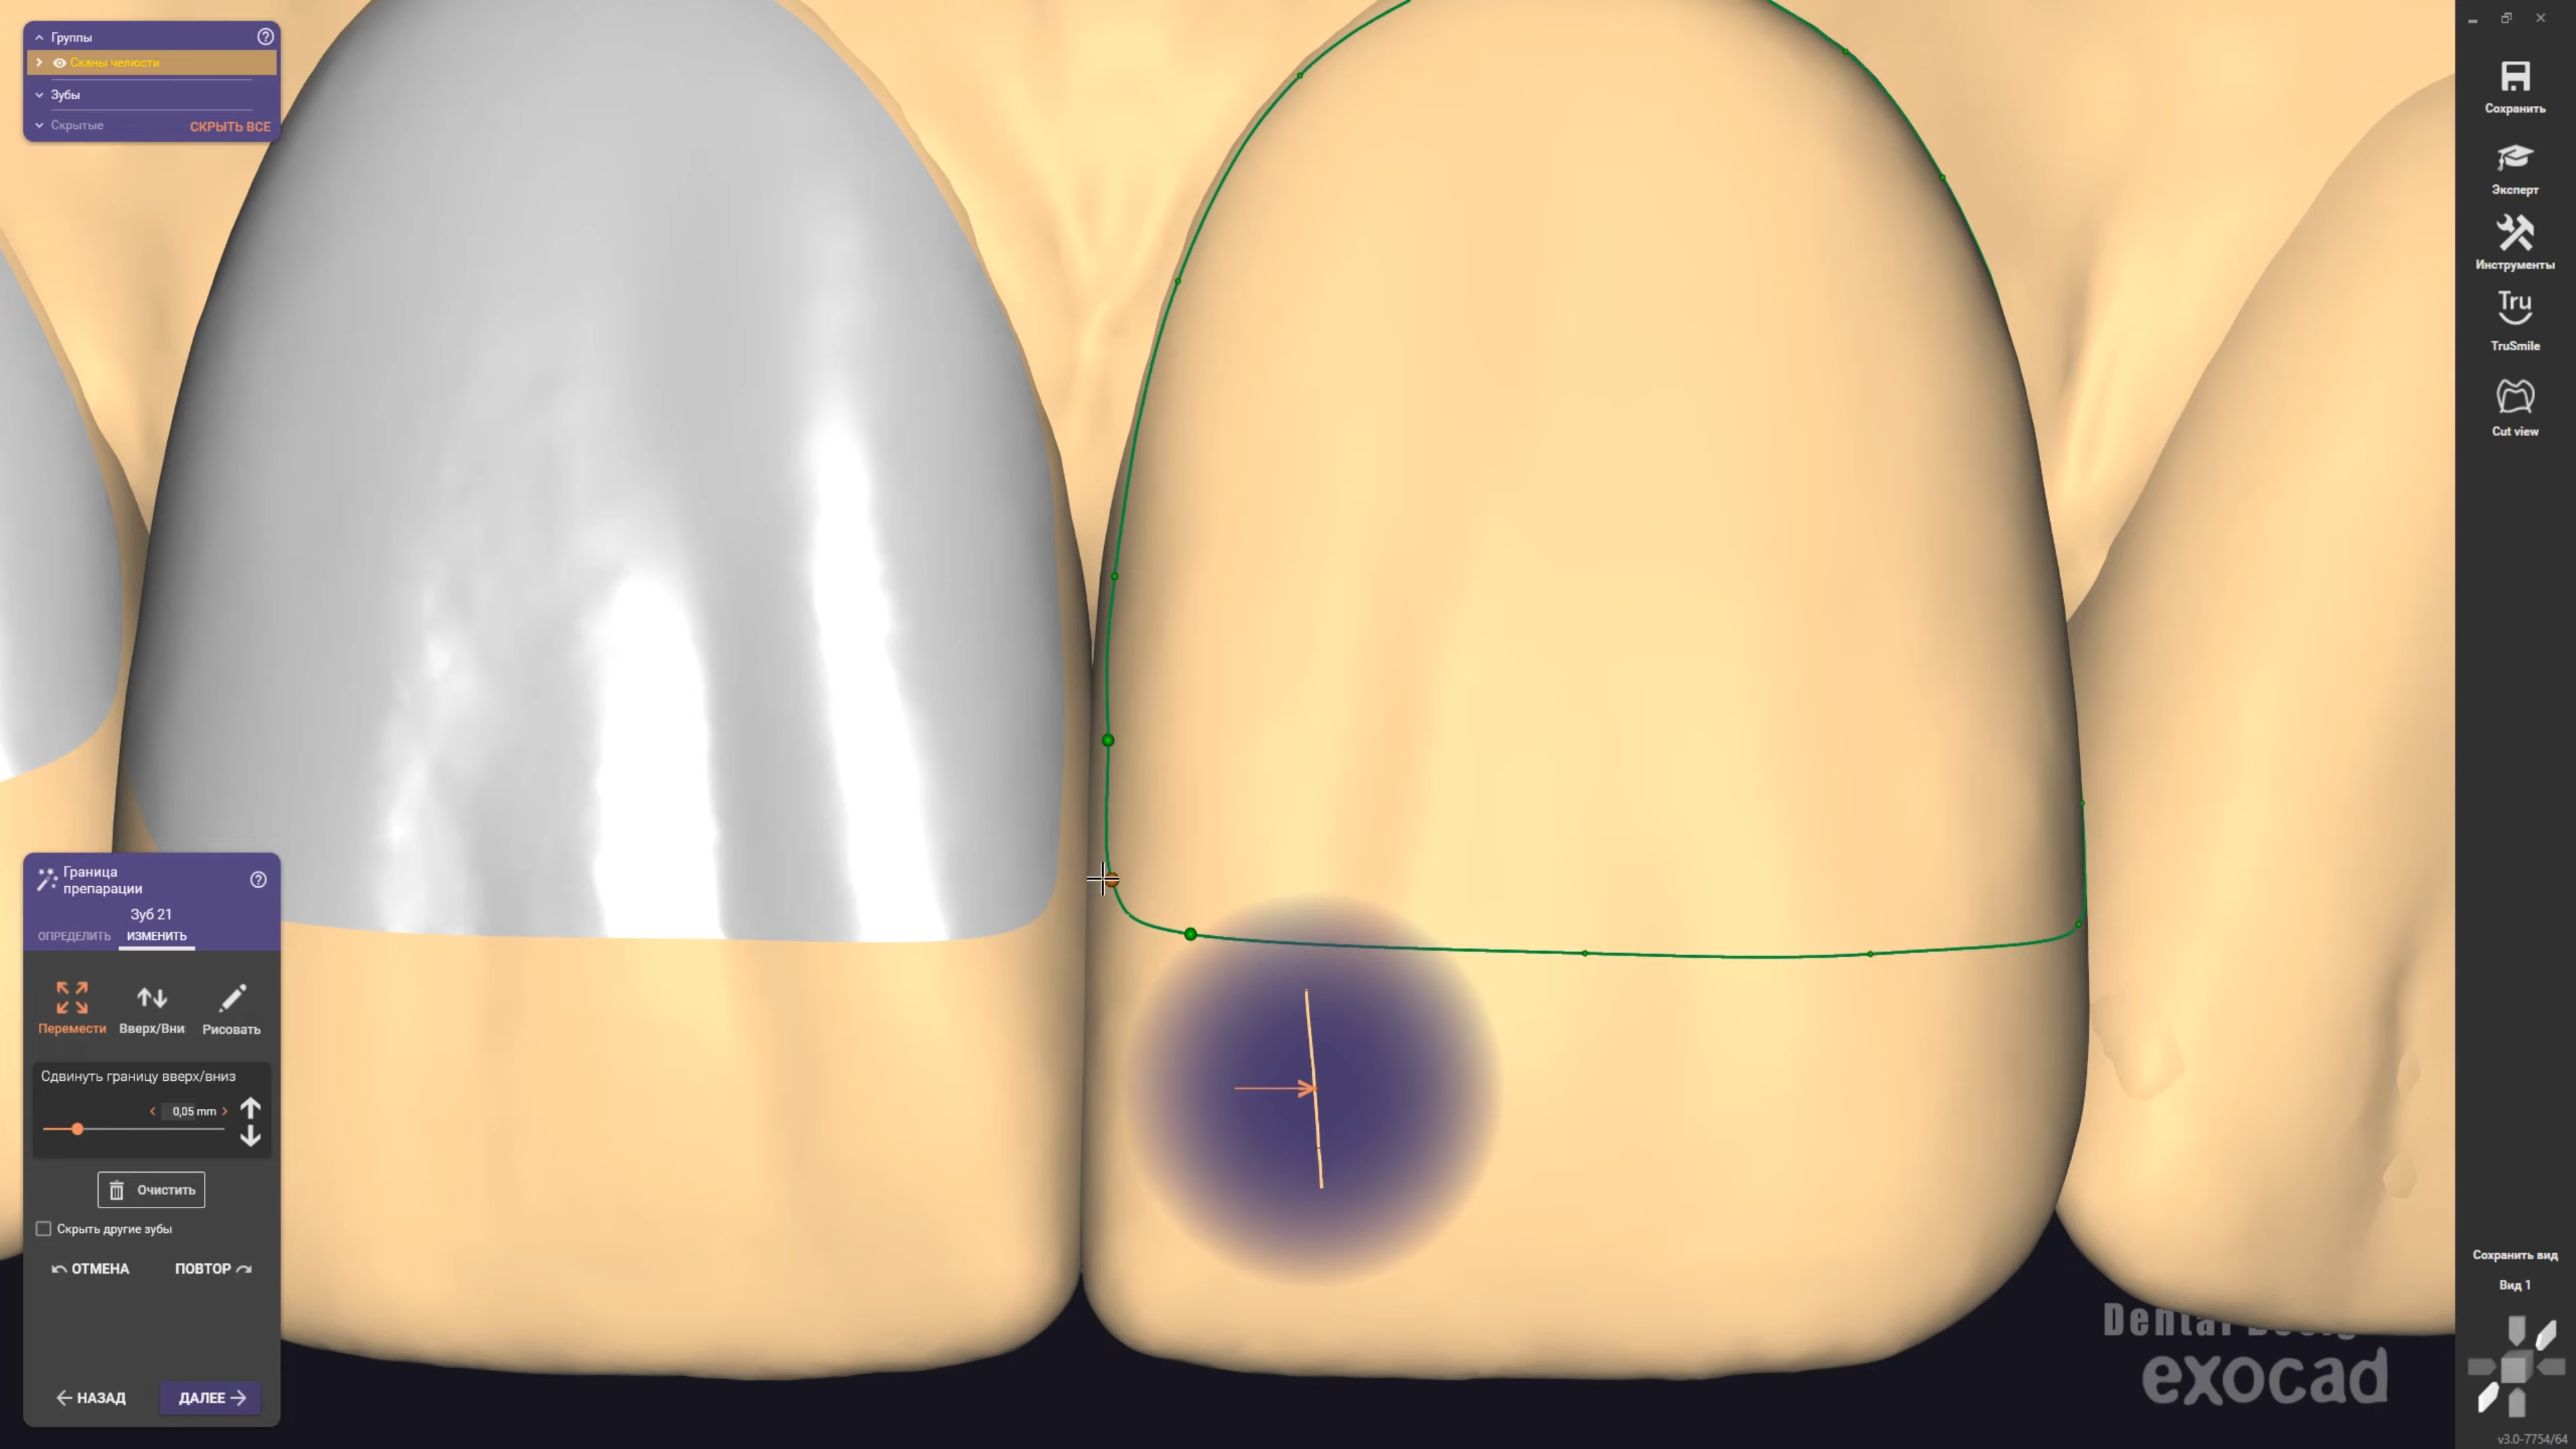 Группы
Сканы челюсти
Зубы
Скрытые
СКРЫТЬ ВСЕ
Сохранить
Эксперт
Инструменты
Tru
TruSmile
Cut view
Граница
препарации
Зуб 21
ОПРЕДЕЛИТЬ ИЗМЕНИТЬ
Перемести Вверх/Вни Рисовать
Сдвинуть границу вверх/вниз
0,05 mm
Очистить
Скрыть другие зубы
ОТМЕНА ПОВТОР
НАЗАД ДАЛЕЕ
Сохранить вид
Вид 1
Dental
exocad
v3.0-7754/64